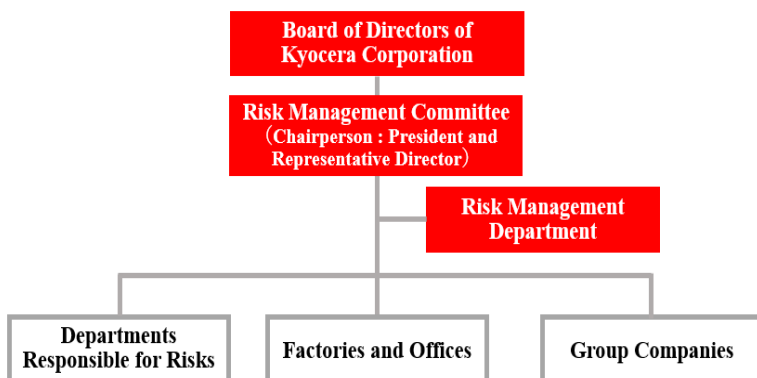 Board of Directors of
Kyocera Corporation
Risk Management Committee
（Chairperson : President and
Representative Director）
Risk Management
Department
Departments
Responsible for Risks
Factories and Offices
Group Companies